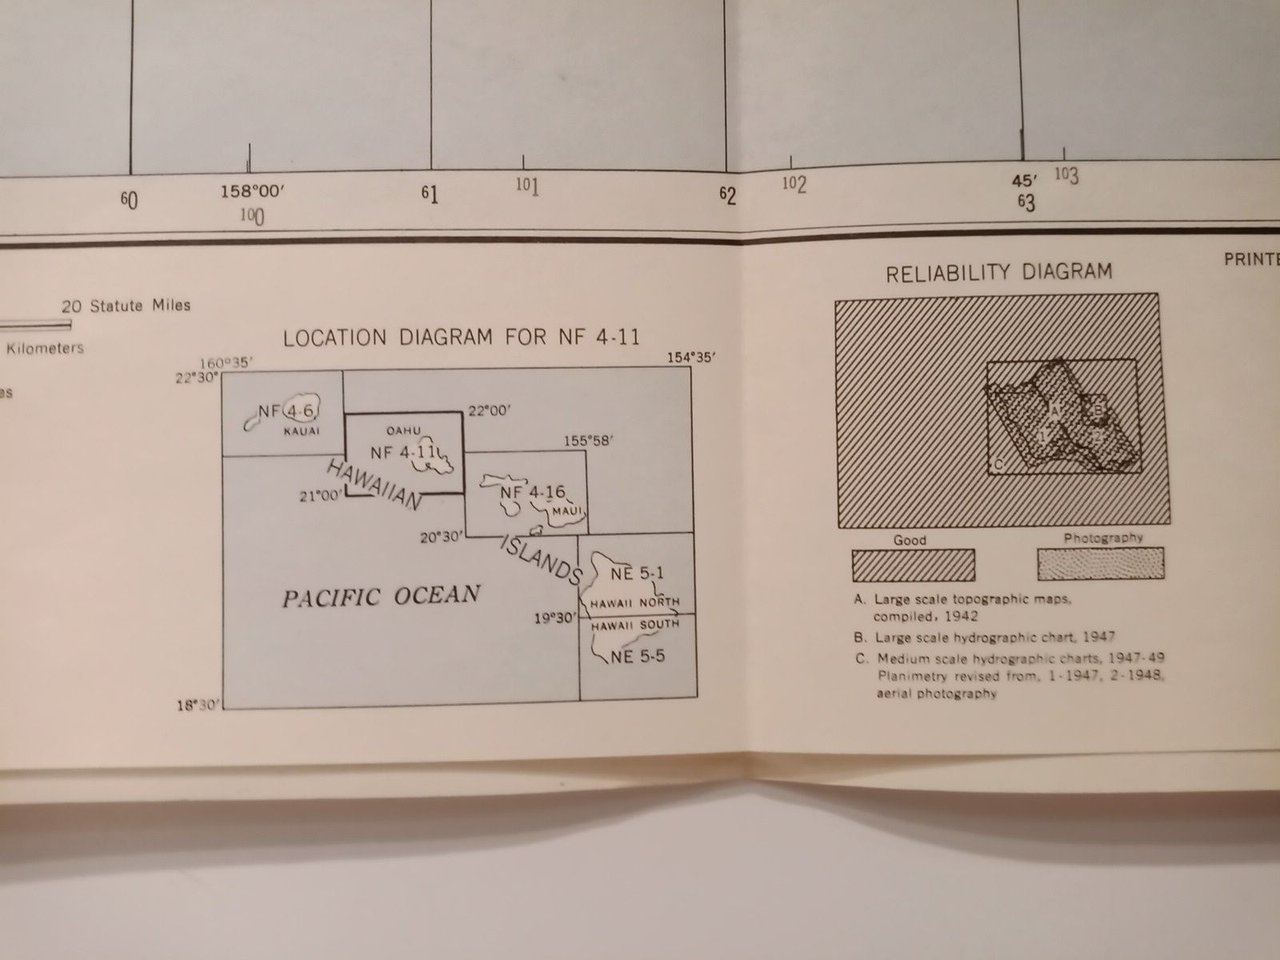 60
158°00′
100
61
101
62
102
45′
63
103
20 Statute Miles
Kilometers
es
LOCATION DIAGRAM FOR NF 4-11
160°35′
154°35′
22°30′
NF 4-6
KAUAI
22°00′
OAHU
NF 4-11
155°58′
HAWAIIAN
21°00′
NF 4-16
MAUI
20°30′
ISLANDS
PACIFIC OCEAN
NE 5-1
HAWAII NORTH
19°30′
HAWAII SOUTH
NE 5-5
18°30′
PRINTE
RELIABILITY DIAGRAM
A
B
1
2
C
Good
Photography
A. Large scale topographic maps,
compiled, 1942
B. Large scale hydrographic chart, 1947
C. Medium scale hydrographic charts, 1947-49
Planimetry revised from, 1-1947, 2-1948,
aerial photography